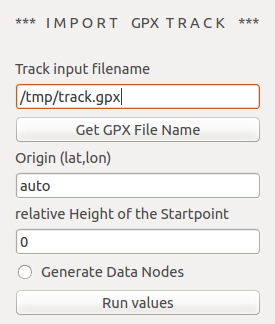 *** IMPORT GPX TRACK ***
Track input filename
/tmp/track.gpx
Get GPX File Name
Origin (lat,lon)
auto
relative Height of the Startpoint
0
Generate Data Nodes
Run values